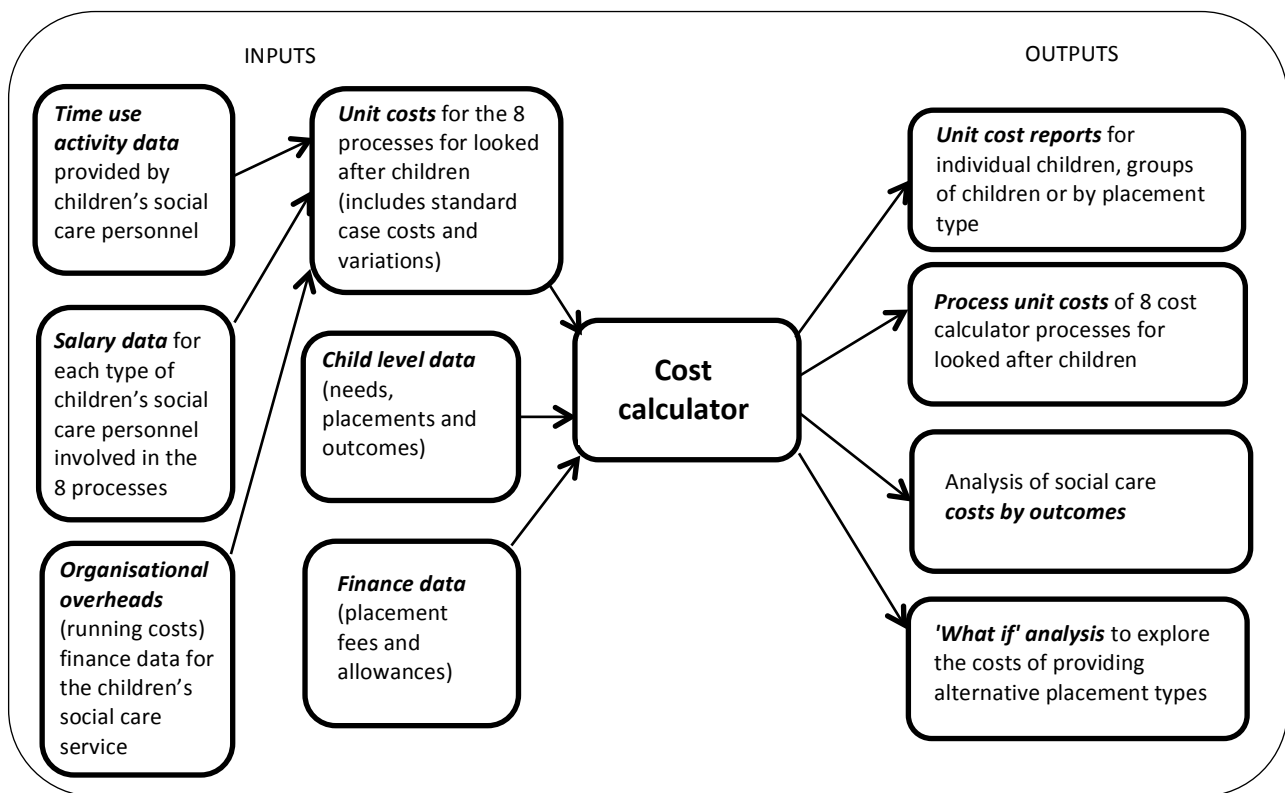 INPUTS
OUTPUTS
Time use
activity data
provided by
children’s social
care personnel
Salary data for
each type of
children’s social
care personnel
involved in the
8 processes
Organisational
overheads
(running costs)
finance data for
the children’s
social care
service
Unit costs for the 8
processes for looked
after children
(includes standard
case costs and
variations)
Child level data
(needs,
placements and
outcomes)
Finance data
(placement
fees and
allowances)
Cost
calculator
Unit cost reports for
individual children, groups
of children or by placement
type
Process unit costs of 8 cost
calculator processes for
looked after children
Analysis of social care
costs by outcomes
'What if' analysis to explore
the costs of providing
alternative placement types